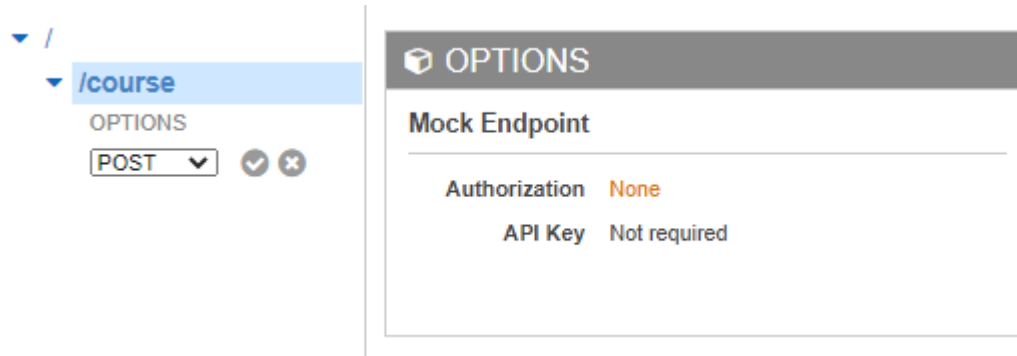 /
/course
OPTIONS
POST
OPTIONS
Mock Endpoint
Authorization None
API Key Not required